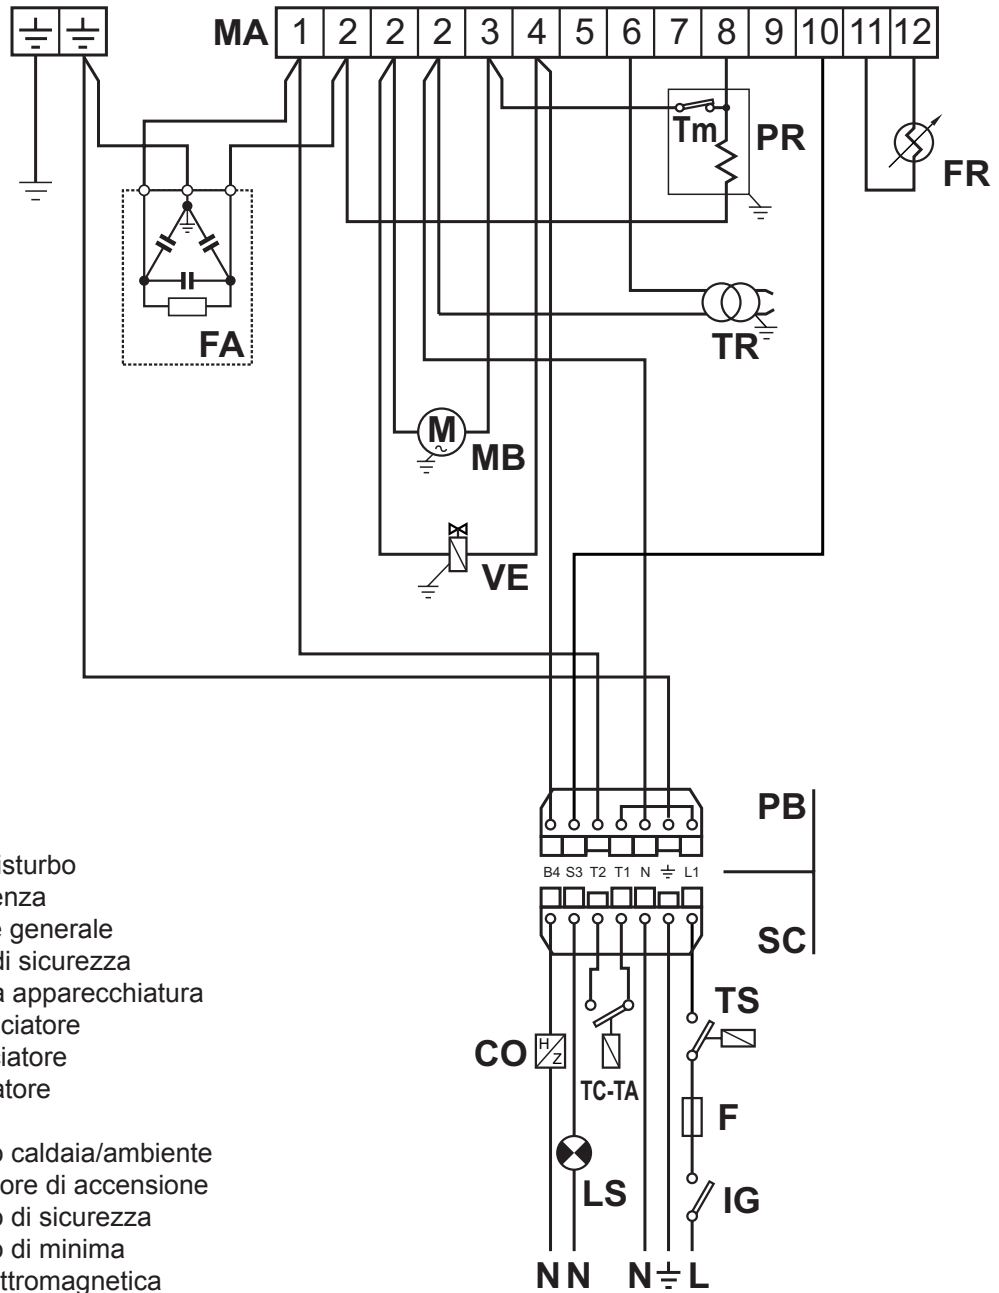 MA 1 2 2 2 3 4 5 6 7 8 9 10 11 12
Tm
PR
FR
FA
TR
M
MB
VE
PB
B4 S3 T2 T1 N L1
SC
TS
CO
H
Z
TC-TA
F
LS
IG
N N N L
isturbo
enza
e generale
di sicurezza
a apparecchiatura
ciatore
iatore
atore
o caldaia/ambiente
ore di accensione
o di sicurezza
o di minima
ttromagnetica